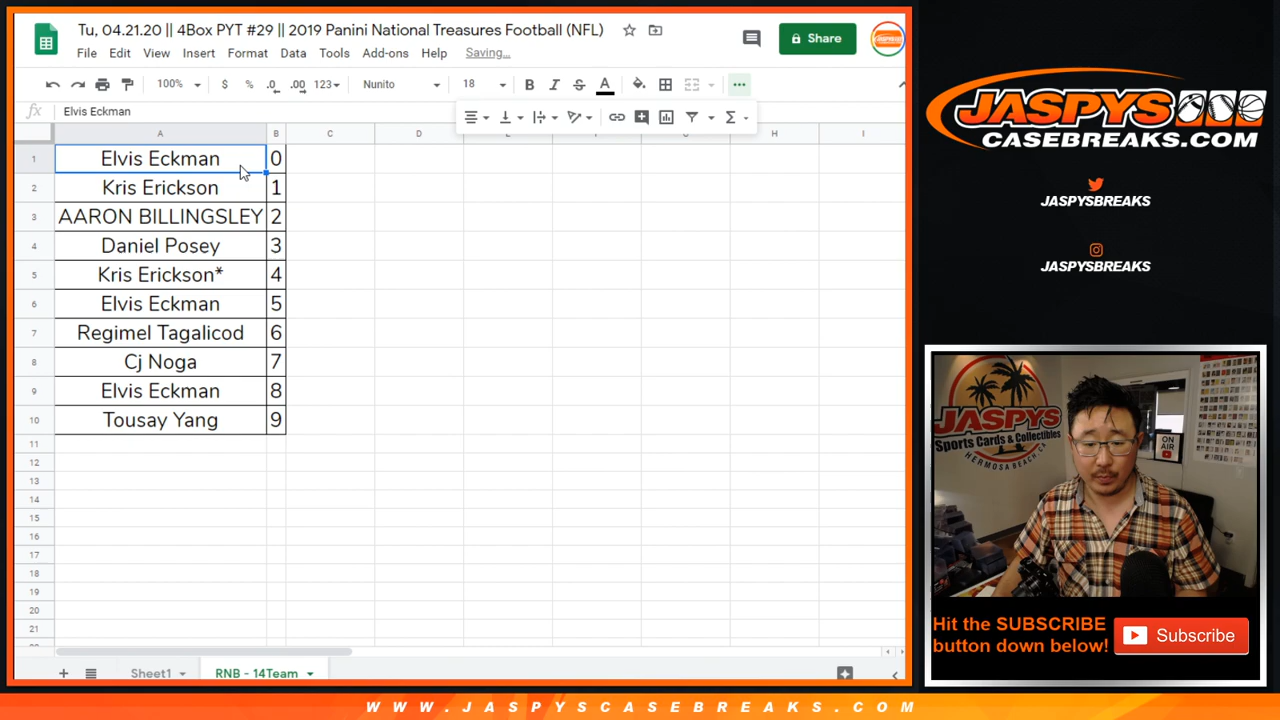 Tu, 04.21.20 || 4Box PYT #29 || 2019 Panini National Treasures Football (NFL)
File Edit View Insert Format Data Tools Add-ons Help Saving...
Share
100% $ % .0 .00 123 Nunito 18 B I S A
fx Elvis Eckman
A B C D H I
1 Elvis Eckman 0
2 Kris Erickson 1
3 AARON BILLINGSLEY 2
4 Daniel Posey 3
5 Kris Erickson* 4
6 Elvis Eckman 5
7 Regimel Tagalicod 6
8 Cj Noga 7
9 Elvis Eckman 8
10 Tousay Yang 9
11
12
13
14
15
16
17
18
19
20
21
Sheet1 RNB - 14Team
JASPYS
CASEBREAKS.COM
JASPYSBREAKS
JASPYSBREAKS
JASPYS
Sports Cards & Collectibles
HERMOSA BEACH, CA
ON AIR
Hit the SUBSCRIBE
button down below!
Subscribe
WWW.JASPYSCASEBREAKS.COM